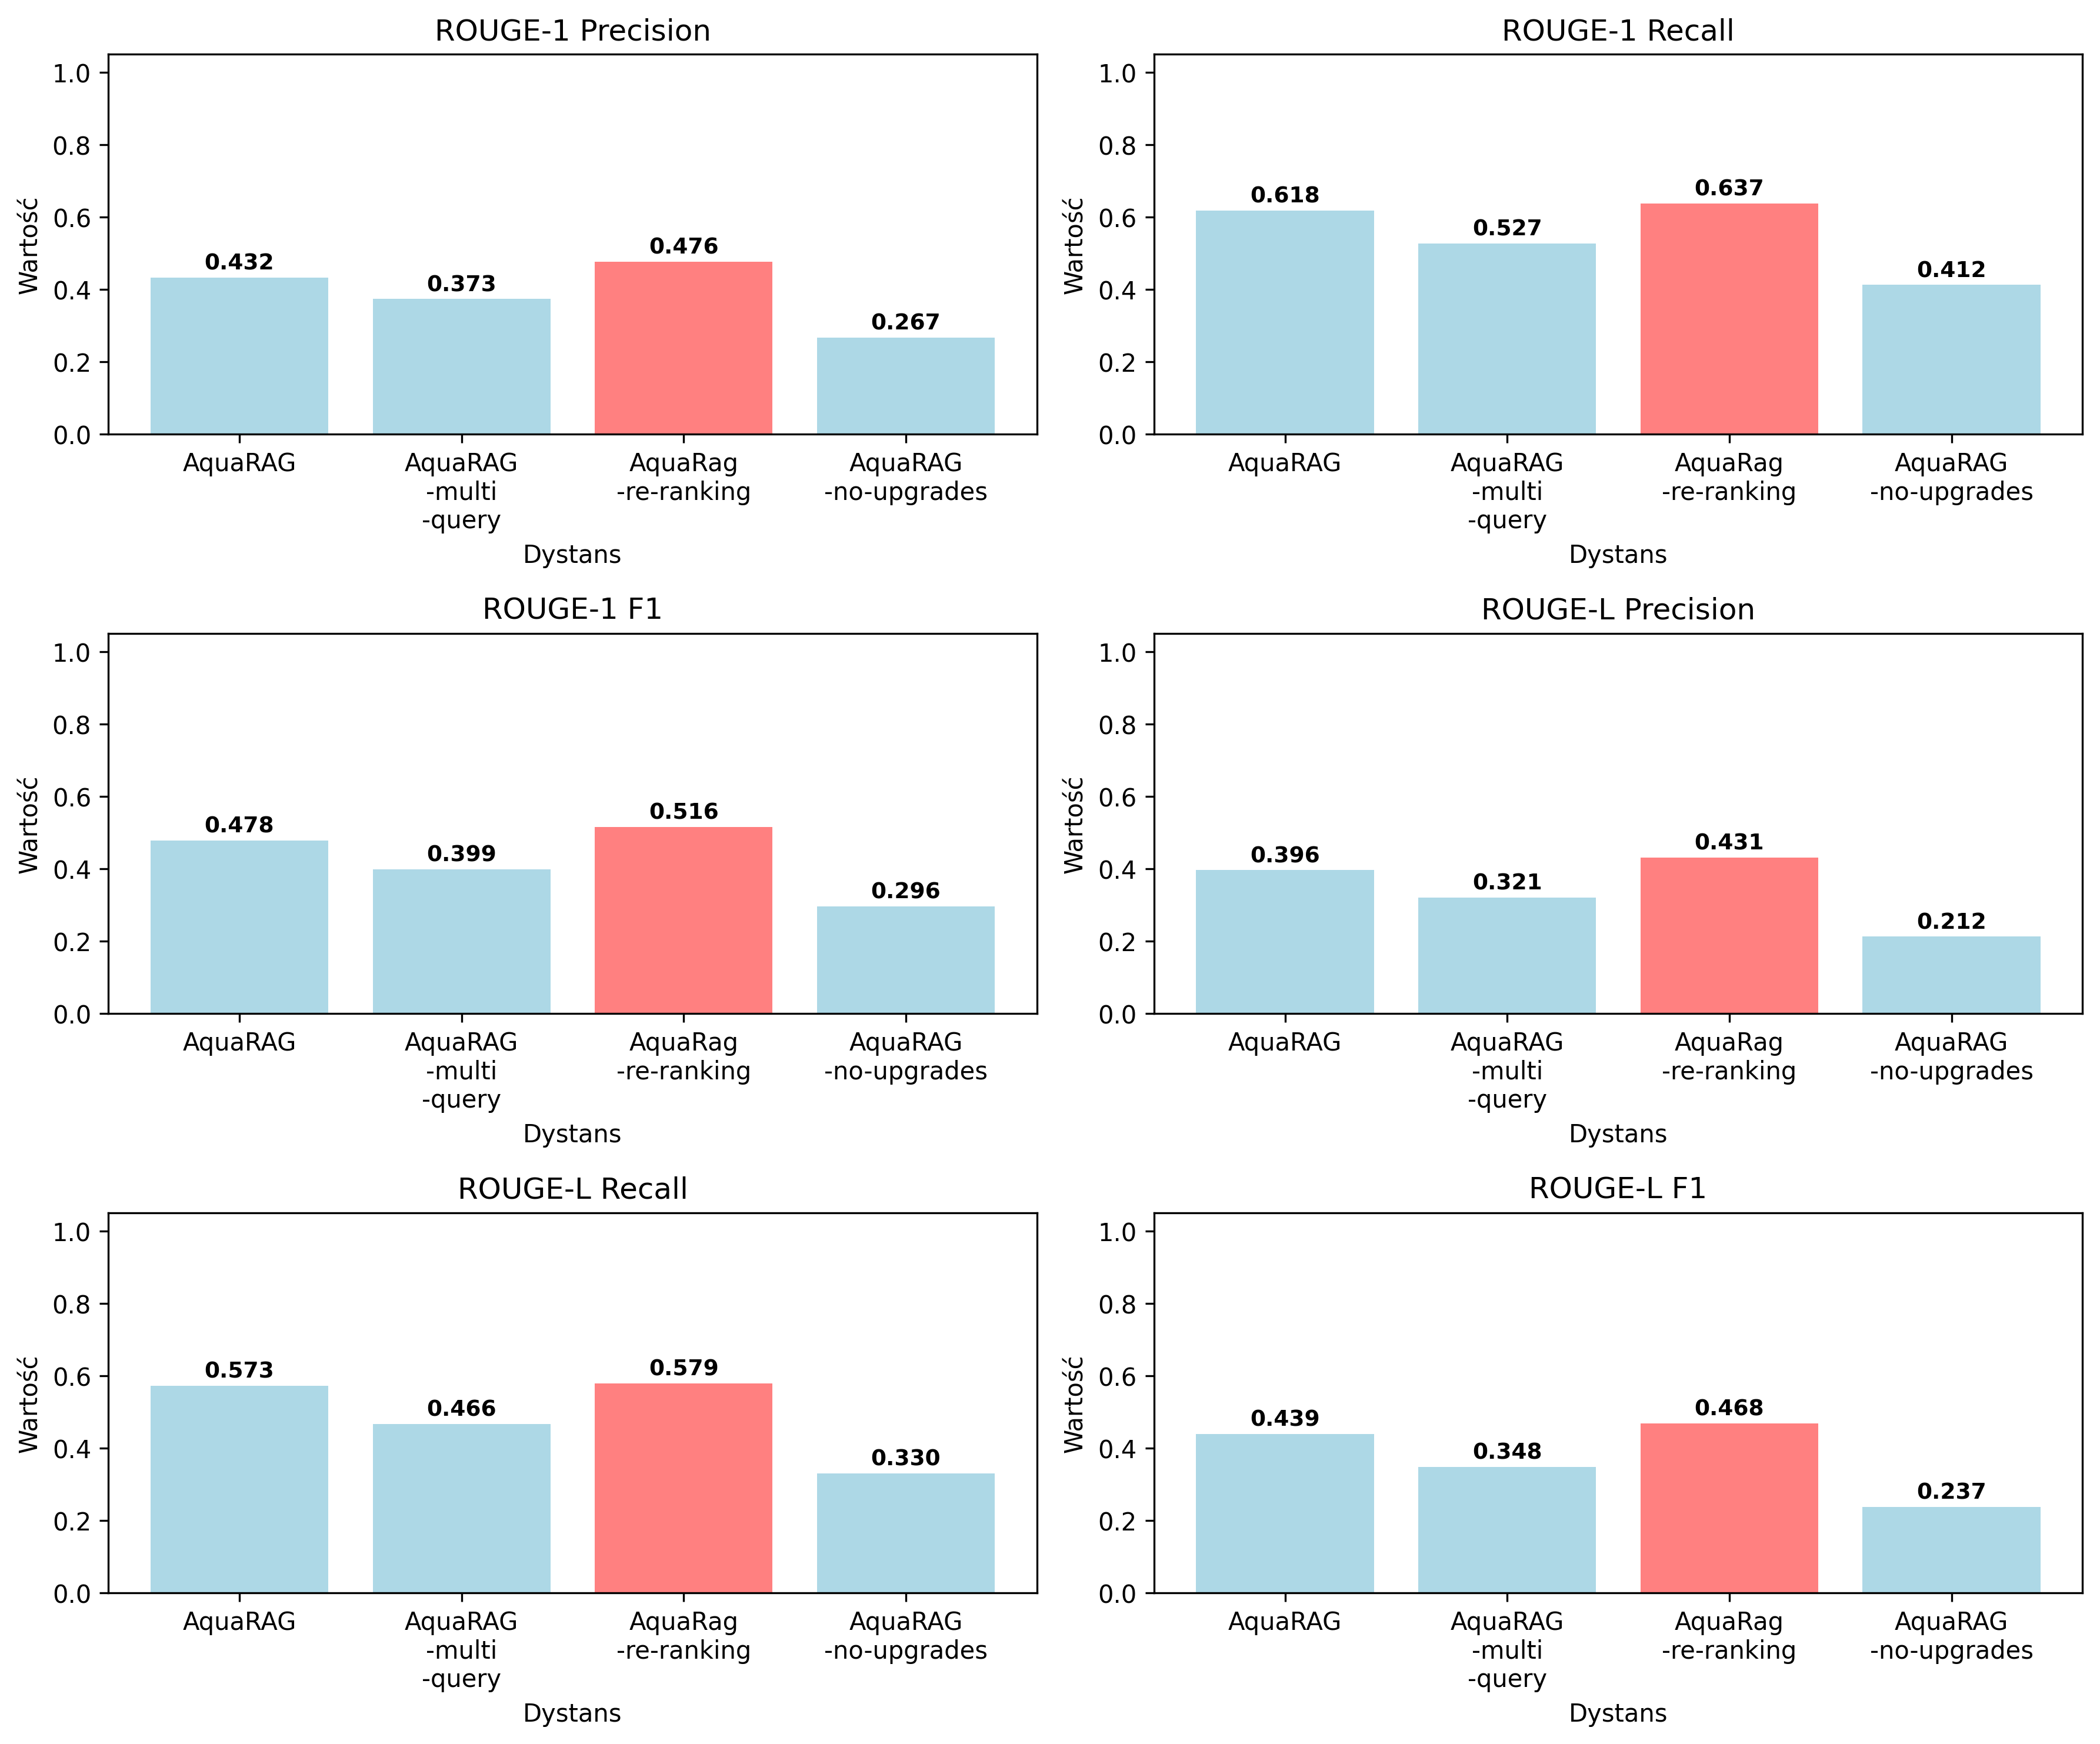 ROUGE-1 Precision
Wartość
1.0
0.8
0.6
0.4
0.2
0.0
0.432
0.373
0.476
0.267
AquaRAG
AquaRAG
-multi
-query
AquaRag
-re-ranking
AquaRAG
-no-upgrades
Dystans
ROUGE-1 Recall
Wartość
1.0
0.8
0.6
0.4
0.2
0.0
0.618
0.527
0.637
0.412
AquaRAG
AquaRAG
-multi
-query
AquaRag
-re-ranking
AquaRAG
-no-upgrades
Dystans
ROUGE-1 F1
Wartość
1.0
0.8
0.6
0.4
0.2
0.0
0.478
0.399
0.516
0.296
AquaRAG
AquaRAG
-multi
-query
AquaRag
-re-ranking
AquaRAG
-no-upgrades
Dystans
ROUGE-L Precision
Wartość
1.0
0.8
0.6
0.4
0.2
0.0
0.396
0.321
0.431
0.212
AquaRAG
AquaRAG
-multi
-query
AquaRag
-re-ranking
AquaRAG
-no-upgrades
Dystans
ROUGE-L Recall
Wartość
1.0
0.8
0.6
0.4
0.2
0.0
0.573
0.466
0.579
0.330
AquaRAG
AquaRAG
-multi
-query
AquaRag
-re-ranking
AquaRAG
-no-upgrades
Dystans
ROUGE-L F1
Wartość
1.0
0.8
0.6
0.4
0.2
0.0
0.439
0.348
0.468
0.237
AquaRAG
AquaRAG
-multi
-query
AquaRag
-re-ranking
AquaRAG
-no-upgrades
Dystans